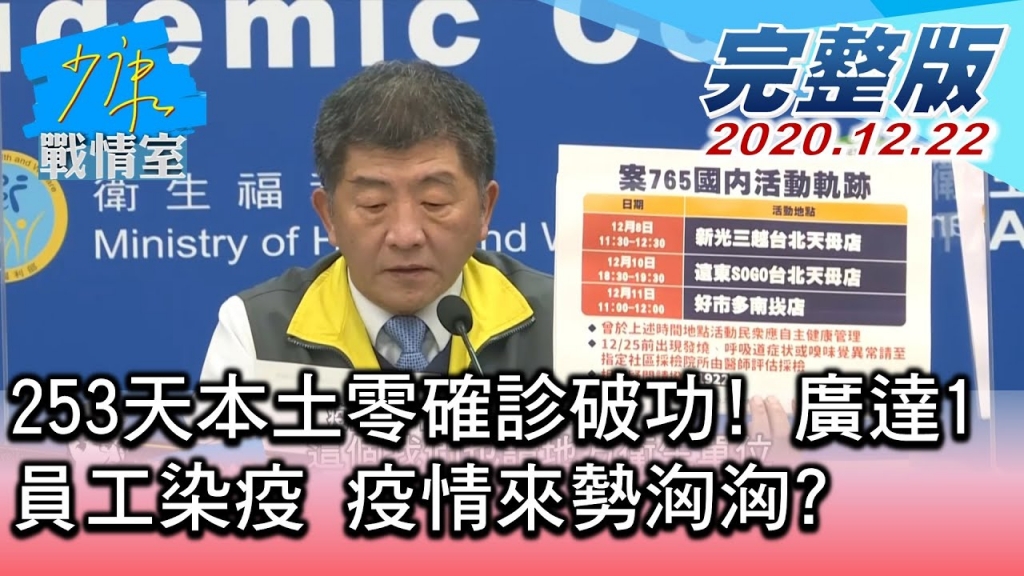 demic Co
少康
戰情室
完整版
2020.12.22
衛生福
Ministry of H
nd W
案765國內活動軌跡
日期
活動地點
12月8日
11:30-12:30
新光三越台北天母店
12月10日
18:30-19:30
遠東SOGO台北天母店
12月11日
11:00-12:00
好市多南崁店
◆曾於上述時間地點活動民眾應自主健康管理
◆12/25前出現發燒、呼吸道症狀或嗅味覺異常請至
指定社區採檢院所由醫師評估採檢
253天本土零確診破功! 廣達1
員工染疫 疫情來勢洶洶?